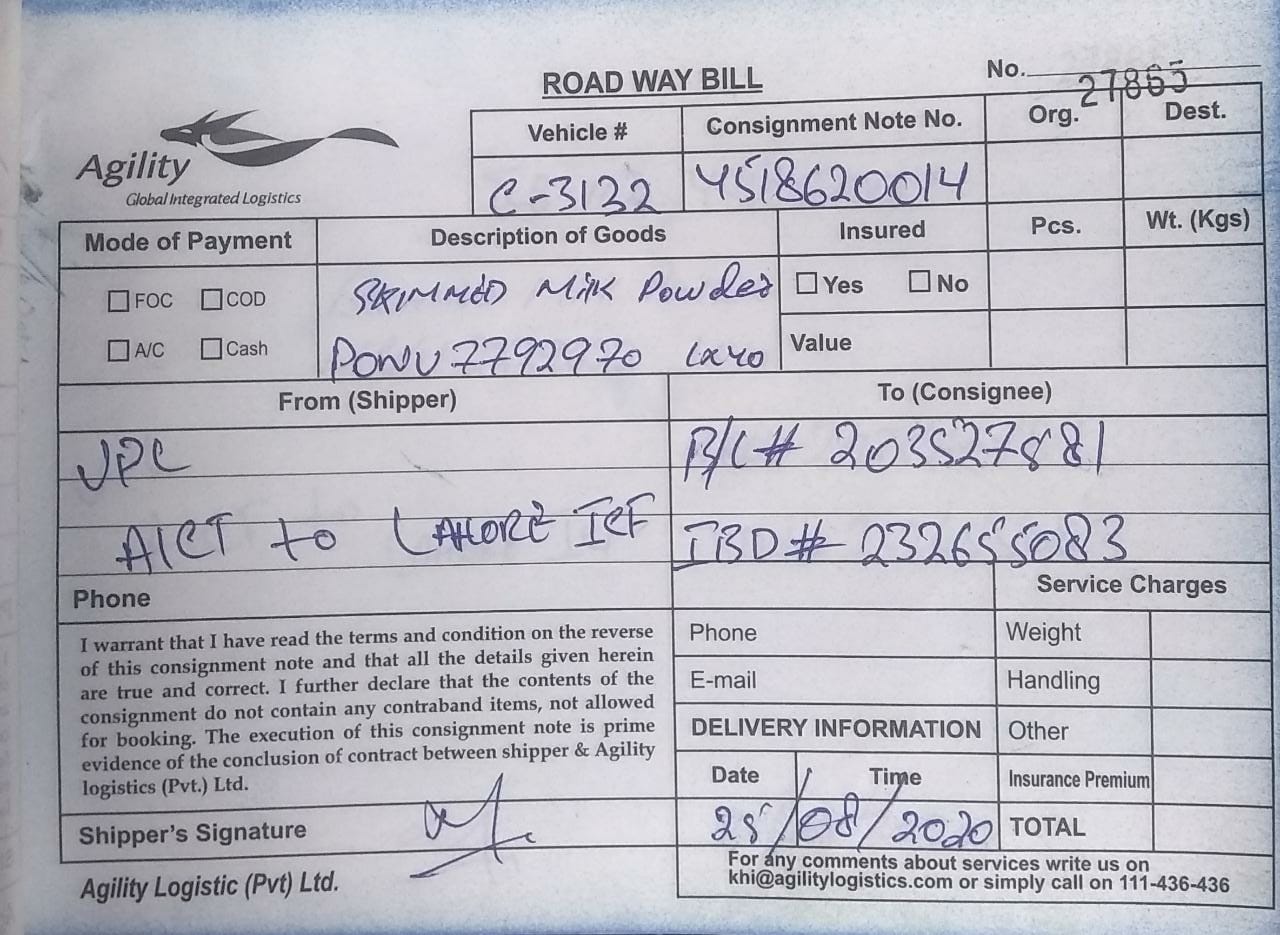 ROAD WAY BILL
No. 27865
Agility
Global Integrated Logistics
Vehicle # Consignment Note No. Org. Dest.
C-3132 4518620014
Mode of Payment Description of Goods Insured Pcs. Wt. (Kgs)
FOC COD SKIMMED Milk Powder Yes No
A/C Cash PONU7792970 1x40 Value
From (Shipper) To (Consignee)
JPL B/L# 203527881
AICT to LAHORE ICF IBD# 232655083
Phone Service Charges
I warrant that I have read the terms and condition on the reverse
of this consignment note and that all the details given herein
are true and correct. I further declare that the contents of the
consignment do not contain any contraband items, not allowed
for booking. The execution of this consignment note is prime
evidence of the conclusion of contract between shipper & Agility
logistics (Pvt.) Ltd.
Phone Weight
E-mail Handling
DELIVERY INFORMATION Other
Date Time Insurance Premium
Shipper's Signature 25/08/2020 TOTAL
Agility Logistic (Pvt) Ltd.
For any comments about services write us on
khi@agilitylogistics.com or simply call on 111-436-436